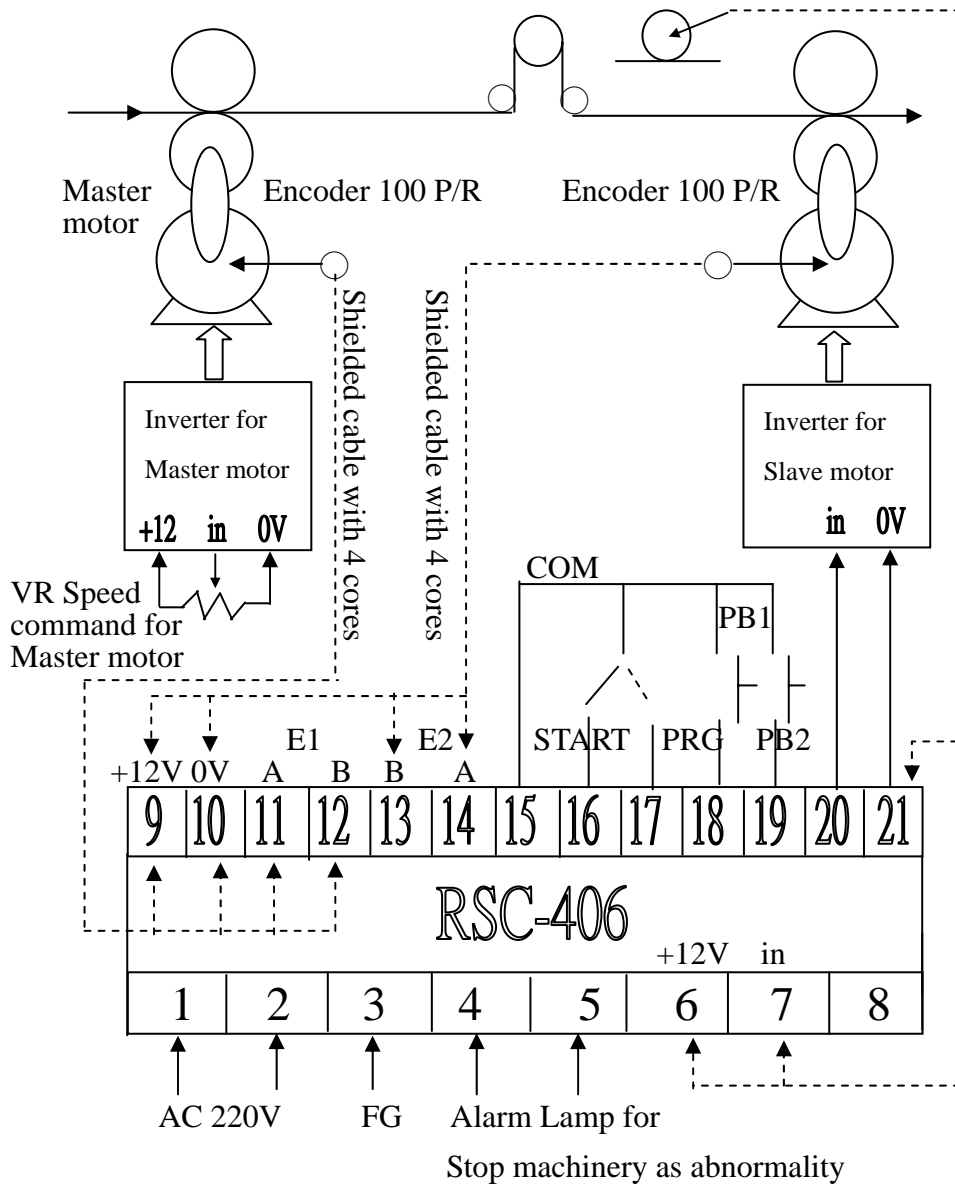 Master
motor
Encoder 100 P/R
Encoder 100 P/R
Shielded cable with 4 cores
Shielded cable with 4 cores
Inverter for
Master motor
+12 in 0V
Inverter for
Slave motor
in 0V
VR Speed
command for
Master motor
COM
PB1
E1 E2 START PRG PB2
+12V 0V A B B A
9 10 11 12 13 14 15 16 17 18 19 20 21
RSC-406
+12V in
1 2 3 4 5 6 7 8
AC 220V FG Alarm Lamp for
Stop machinery as abnormality